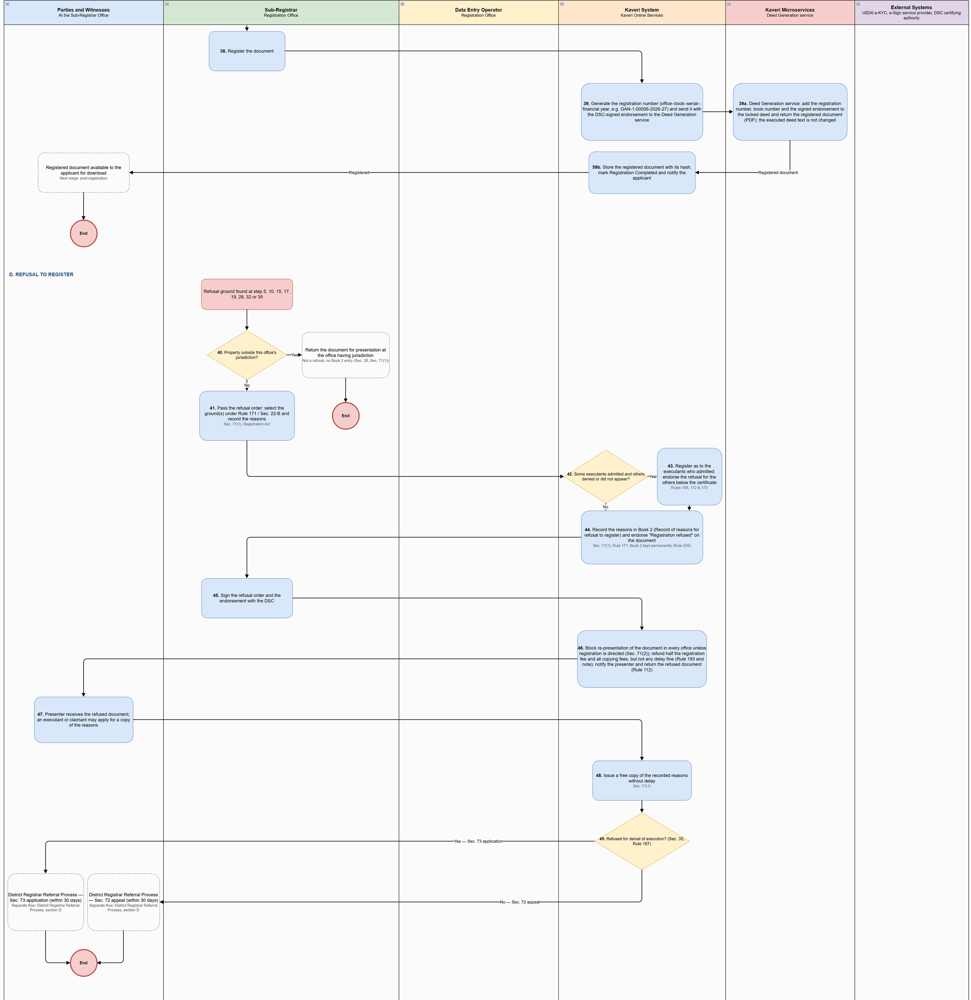 Parties and Witnesses
At the Sub-Registrar Office
Sub-Registrar
Registration Office
Data Entry Operator
Registration Office
Kaveri System
Kaveri Online Services
Kaveri Microservices
Deed Generation service
External Systems
UIDAI e-KYC, e-Sign service provider, DSC certifying
authority
38. Register the document
39. Generate the registration number (office–book–serial–
financial year, e.g. GAN-1-00006-2026-27) and send it with
the DSC-signed endorsement to the Deed Generation
service
39a. Deed Generation service: add the registration
number, book number and the signed endorsement to
the locked deed and return the registered document
(PDF); the executed deed text is not changed
Registered document available to the
applicant for download
Next stage: post-registration
Registered
39b. Store the registered document with its hash,
mark Registration Completed and notify the
applicant
Registered document
End
D. REFUSAL TO REGISTER
Refusal ground found at step 5, 10, 15, 17,
19, 28, 32 or 35
40. Property outside this office's
jurisdiction?
Yes
Return the document for presentation at
the office having jurisdiction
Not a refusal; no Book 2 entry (Sec. 28, Sec. 71(1))
No
41. Pass the refusal order: select the
ground(s) under Rule 171 / Sec. 22-B and
record the reasons
Sec. 71(1), Registration Act
End
42. Some executants admitted and others
denied or did not appear?
Yes
43. Register as to the
executants who admitted;
endorse the refusal for the
others below the certificate
Rules 106, 172 & 173
No
44. Record the reasons in Book 2 (Record of reasons for
refusal to register) and endorse "Registration refused" on
the document
Sec. 71(1); Rule 171; Book 2 kept permanently (Rule 205)
45. Sign the refusal order and the
endorsement with the DSC
46. Block re-presentation of the document in every office unless
registration is directed (Sec. 71(2)); refund half the registration
fee and all copying fees, but not any delay fine (Rule 193 and
note); notify the presenter and return the refused document
(Rule 112)
47. Presenter receives the refused document;
an executant or claimant may apply for a copy
of the reasons
48. Issue a free copy of the recorded reasons
without delay
Sec. 71(1)
49. Refused for denial of execution? (Sec. 35;
Rule 187)
Yes — Sec. 73 application
District Registrar Referral Process —
Sec. 73 application (within 30 days)
Separate flow: District Registrar Referral
Process, section D
District Registrar Referral Process
— Sec. 72 appeal (within 30 days)
Separate flow: District Registrar Referral
Process, section D
No — Sec. 72 appeal
End